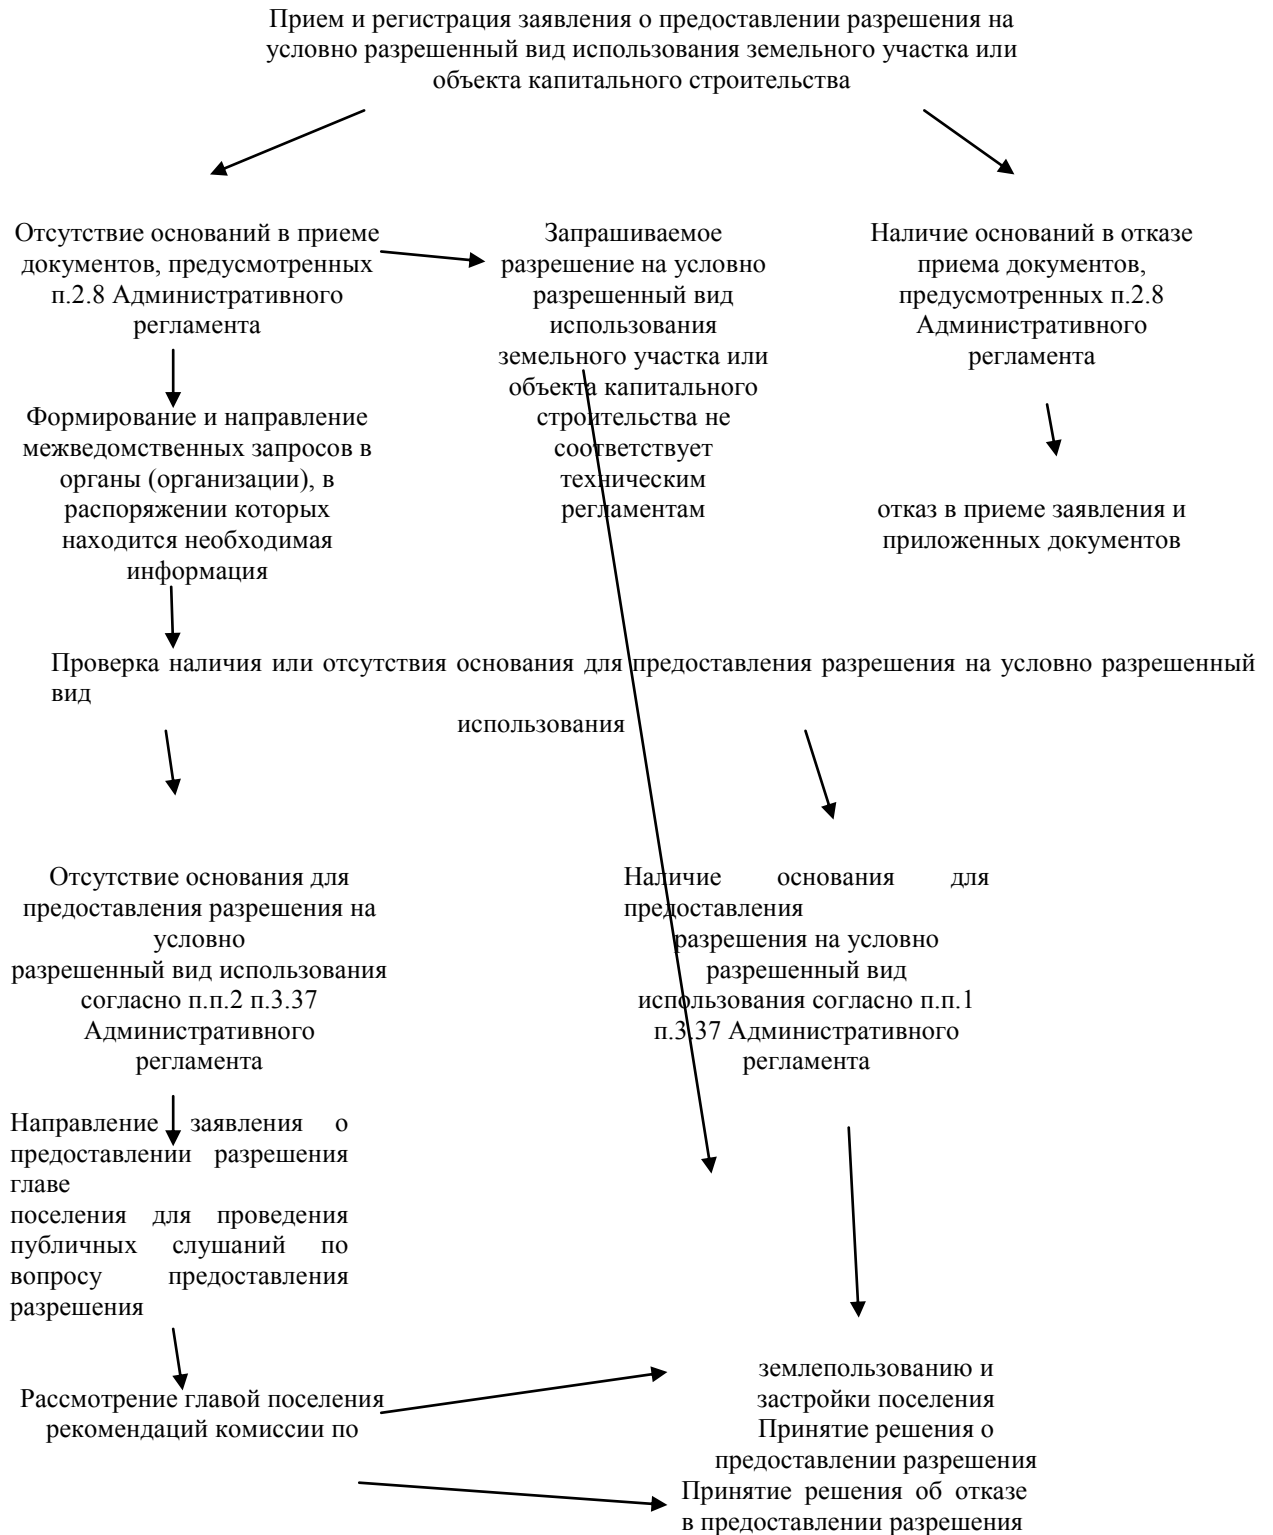 Прием и регистрация заявления о предоставлении разрешения на
условно разрешенный вид использования земельного участка или
объекта капитального строительства
Отсутствие оснований в приеме
документов, предусмотренных
п.2.8 Административного
регламента
Запрашиваемое
разрешение на условно
разрешенный вид
использования
земельного участка или
объекта капитального
строительства не
соответствует
техническим
регламентам
Наличие оснований в отказе
приема документов,
предусмотренных п.2.8
Административного
регламента
Формирование и направление
межведомственных запросов в
органы (организации), в
распоряжении которых
находится необходимая
информация
отказ в приеме заявления и
приложенных документов
Проверка наличия или отсутствия основания для предоставления разрешения на условно разрешенный
вид
использования
Отсутствие основания для
предоставления разрешения на
условно
разрешенный вид использования
согласно п.п.2 п.3.37
Административного
регламента
Наличие основания для
предоставления
разрешения на условно
разрешенный вид
использования согласно п.п.1
п.3.37 Административного
регламента
Направление заявления о
предоставлении разрешения
главе
поселения для проведения
публичных слушаний по
вопросу предоставления
разрешения
Рассмотрение главой поселения
рекомендаций комиссии по
землепользованию и
застройки поселения
Принятие решения о
предоставлении разрешения
Принятие решения об отказе
в предоставлении разрешения